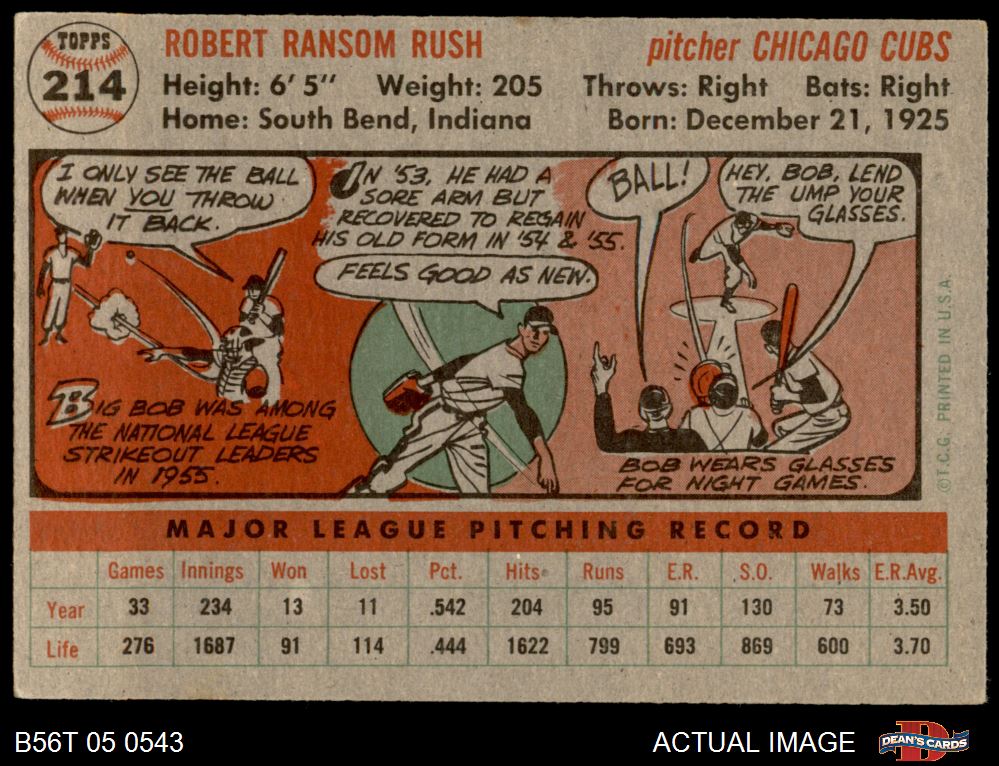 TOPPS
214
ROBERT RANSOM RUSH
pitcher CHICAGO CUBS
Height: 6' 5" Weight: 205 Throws: Right Bats: Right
Home: South Bend, Indiana Born: December 21, 1925
I ONLY SEE THE BALL
WHEN YOU THROW
IT BACK.
BIG BOB WAS AMONG
THE NATIONAL LEAGUE
STRIKEOUT LEADERS
IN 1955.
IN '53, HE HAD A
SORE ARM BUT
RECOVERED TO REGAIN
HIS OLD FORM IN '54 & '55.
FEELS GOOD AS NEW.
BALL!
HEY, BOB, LEND
THE UMP YOUR
GLASSES.
BOB WEARS GLASSES
FOR NIGHT GAMES.
©T.C.G. PRINTED IN U.S.A.
MAJOR LEAGUE PITCHING RECORD
Games Innings Won Lost Pct. Hits Runs E.R. S.O. Walks E.R.Avg.
Year 33 234 13 11 .542 204 95 91 130 73 3.50
Life 276 1687 91 114 .444 1622 799 693 869 600 3.70
B56T 05 0543
ACTUAL IMAGE
DEAN'S CARDS